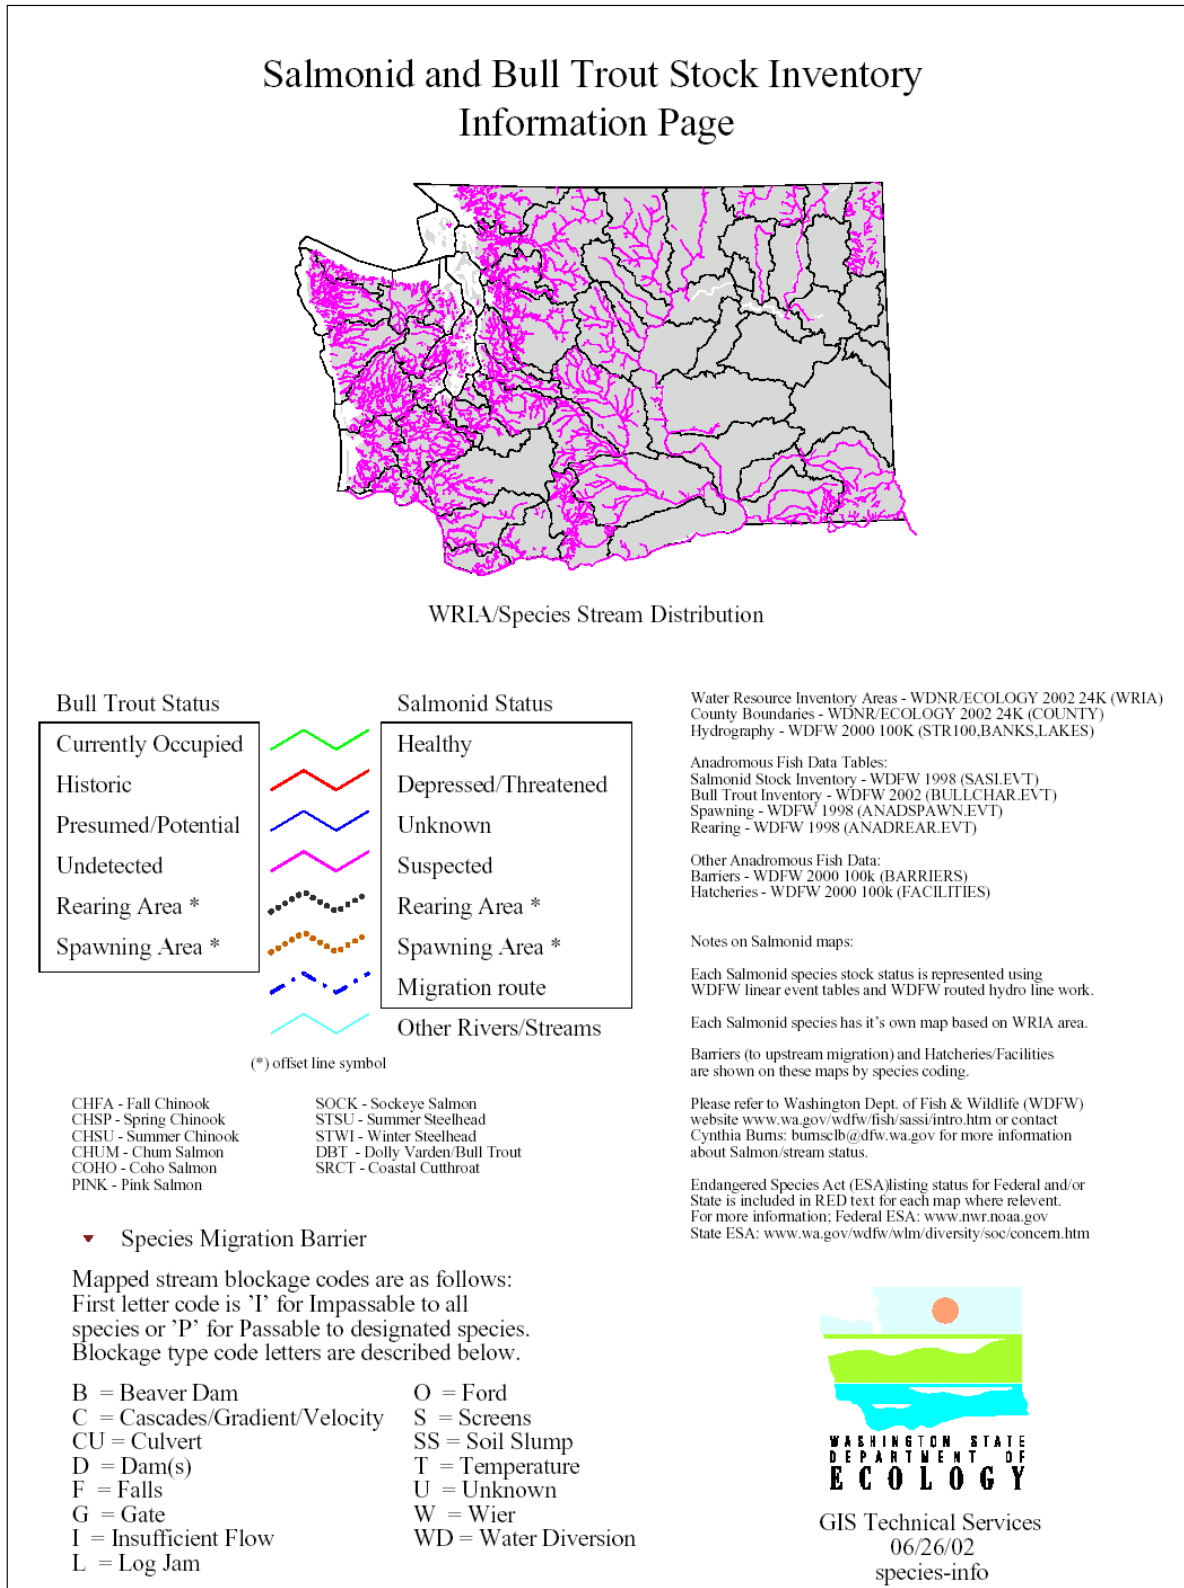 Salmonid and Bull Trout Stock Inventory
Information Page
WRIA/Species Stream Distribution
Bull Trout Status
Currently Occupied
Historic
Presumed/Potential
Undetected
Rearing Area *
Spawning Area *
Salmonid Status
Healthy
Depressed/Threatened
Unknown
Suspected
Rearing Area *
Spawning Area *
Migration route
Other Rivers/Streams
(*) offset line symbol
CHFA - Fall Chinook
CHSP - Spring Chinook
CHSU - Summer Chinook
CHUM - Chum Salmon
COHO - Coho Salmon
PINK - Pink Salmon
SOCK - Sockeye Salmon
STSU - Summer Steelhead
STWI - Winter Steelhead
DBT - Dolly Varden/Bull Trout
SRCT - Coastal Cutthroat
Species Migration Barrier
Mapped stream blockage codes are as follows:
First letter code is 'I' for Impassable to all
species or 'P' for Passable to designated species.
Blockage type code letters are described below.
B = Beaver Dam
C = Cascades/Gradient/Velocity
CU = Culvert
D = Dam(s)
F = Falls
G = Gate
I = Insufficient Flow
L = Log Jam
O = Ford
S = Screens
SS = Soil Slump
T = Temperature
U = Unknown
W = Wier
WD = Water Diversion
Water Resource Inventory Areas - WDNR/ECOLOGY 2002 24K (WRIA)
County Boundaries - WDNR/ECOLOGY 2002 24K (COUNTY)
Hydrography - WDFW 2000 100K (STR100,BANKS,LAKES)
Anadromous Fish Data Tables:
Salmonid Stock Inventory - WDFW 1998 (SASI.EVT)
Bull Trout Inventory - WDFW 2002 (BULLCHAR.EVT)
Spawning - WDFW 1998 (ANADSPAWN.EVT)
Rearing - WDFW 1998 (ANADREAR.EVT)
Other Anadromous Fish Data:
Barriers - WDFW 2000 100k (BARRIERS)
Hatcheries - WDFW 2000 100k (FACILITIES)
Notes on Salmonid maps:
Each Salmonid species stock status is represented using
WDFW linear event tables and WDFW routed hydro line work.
Each Salmonid species has it's own map based on WRIA area.
Barriers (to upstream migration) and Hatcheries/Facilities
are shown on these maps by species coding.
Please refer to Washington Dept. of Fish & Wildlife (WDFW)
website www.wa.gov/wdfw/fish/sassi/intro.htm or contact
Cynthia Burns: burnsclb@dfw.wa.gov for more information
about Salmon/stream status.
Endangered Species Act (ESA)listing status for Federal and/or
State is included in RED text for each map where relevent.
For more information; Federal ESA: www.nwr.noaa.gov
State ESA: www.wa.gov/wdfw/wlm/diversity/soc/concern.htm
WASHINGTON STATE
DEPARTMENT OF
ECOLOGY
GIS Technical Services
06/26/02
species-info